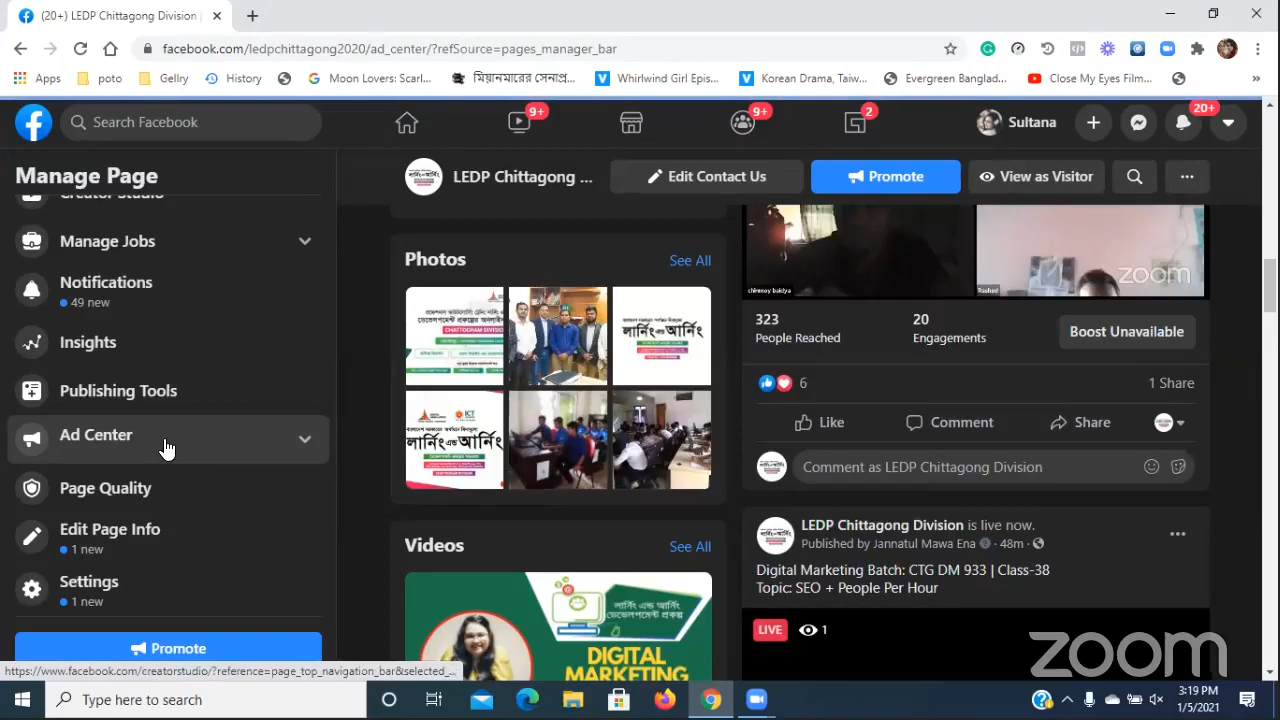 (20+) LEDP Chittagong Division
facebook.com/ledpchittagong2020/ad_center/?refSource=pages_manager_bar
Apps poto Gellry History Moon Lovers: Scarl... মিয়ানমারের সেনাপ্র... Whirlwind Girl Epis... Korean Drama, Taiw... Evergreen Banglad... Close My Eyes Film... »
Search Facebook 9+ 9+ 2 Sultana 20+
Manage Page
LEDP Chittagong ... Edit Contact Us Promote View as Visitor
Creator Studio
Manage Jobs
Notifications
49 new
Insights
Publishing Tools
Ad Center
Page Quality
Edit Page Info
1 new
Settings
1 new
Promote
https://www.facebook.com/creatorstudio/?reference=page_top_navigation_bar&selected_...
Photos See All
CHATTOGRAM DIVISION
লার্নিং এন্ড আর্নিং
লার্নিং এন্ড আর্নিং
Videos See All
লার্নিং এন্ড আর্নিং
ডেভেলপমেন্ট প্রকল্প
DIGITAL
MARKETING
chinmoy baidya
Rashed
zoom
323 20
People Reached Engagements Boost Unavailable
6 1 Share
Like Comment Share
Comment as LEDP Chittagong Division
LEDP Chittagong Division is live now.
Published by Jannatul Mawa Ena · 48m ·
Digital Marketing Batch: CTG DM 933 | Class-38
Topic: SEO + People Per Hour
LIVE 1
zoom
Type here to search
3:19 PM
1/5/2021